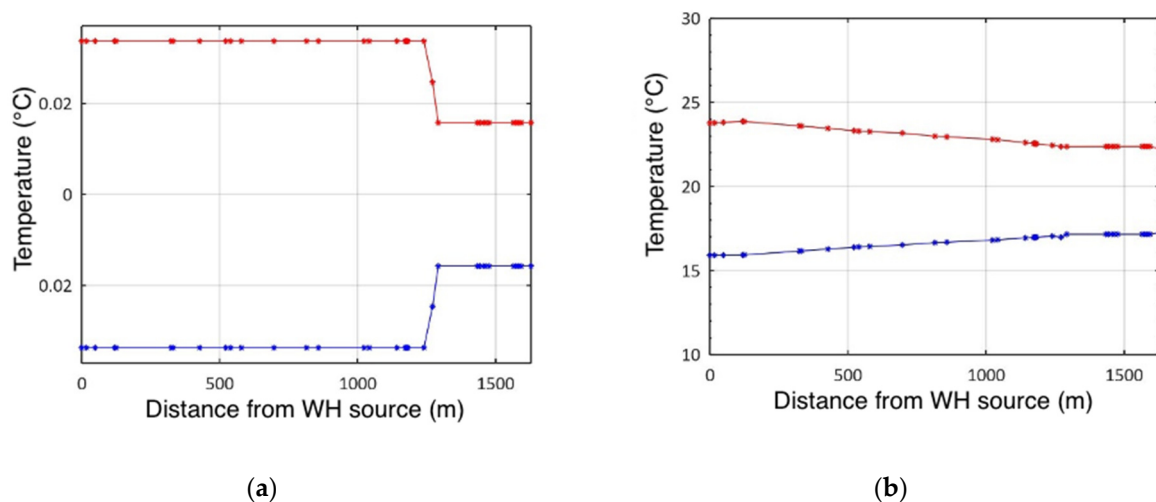 Temperature (°C)
0.02
0
0.02
0
500
1000
1500
Distance from WH source (m)
(a)
Temperature (°C)
30
25
20
15
10
0
500
1000
1500
Distance from WH source (m)
(b)